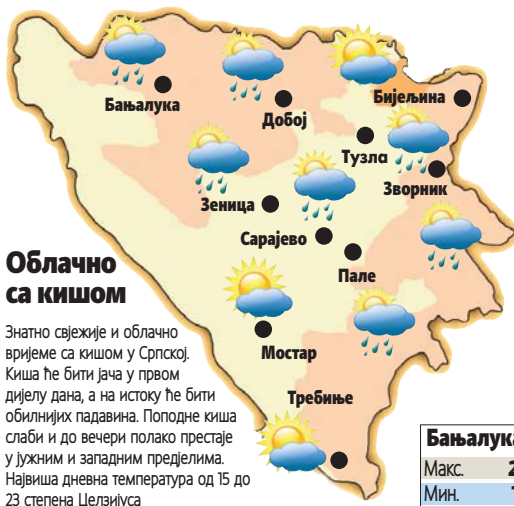 Бањалука
Добој
Бијељина
Тузла
Зворник
Зеница
Сарајево
Пале
Мостар
Требиње
Облачно
са кишом
Знатно свјежије и облачно
вријеме са кишом у Српској.
Киша ће бити јача у првом
дијелу дана, а на истоку ће бити
обилнијих падавина. Поподне киша
слаби и до вечери полако престаје
у јужним и западним предјелима.
Највиша дневна температура од 15 до
23 степена Целзијуса
Бањалука
Макс. 2
Мин. 1